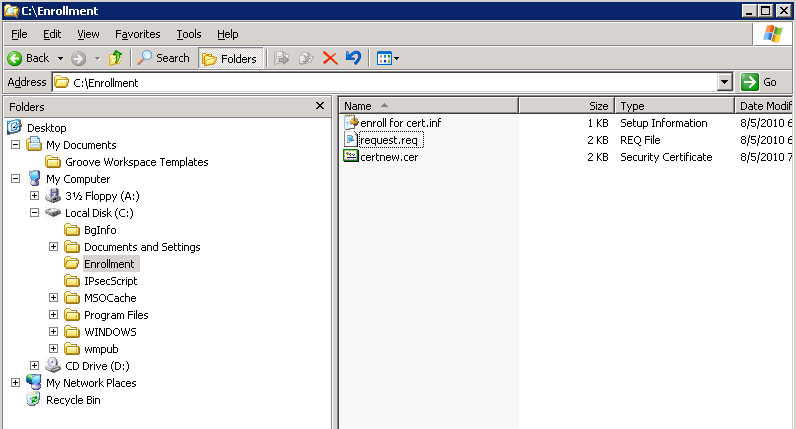 C:\Enrollment
File Edit View Favorites Tools Help
Back Search Folders
Address C:\Enrollment Go
Folders
Name Size Type Date Modif
Desktop
My Documents
Groove Workspace Templates
My Computer
3½ Floppy (A:)
Local Disk (C:)
BgInfo
Documents and Settings
Enrollment
IPsecScript
MSOCache
Program Files
WINDOWS
wmpub
CD Drive (D:)
My Network Places
Recycle Bin
enroll for cert.inf 1 KB Setup Information 8/5/2010 6
request.req 2 KB REQ File 8/5/2010 6
certnew.cer 2 KB Security Certificate 8/5/2010 7